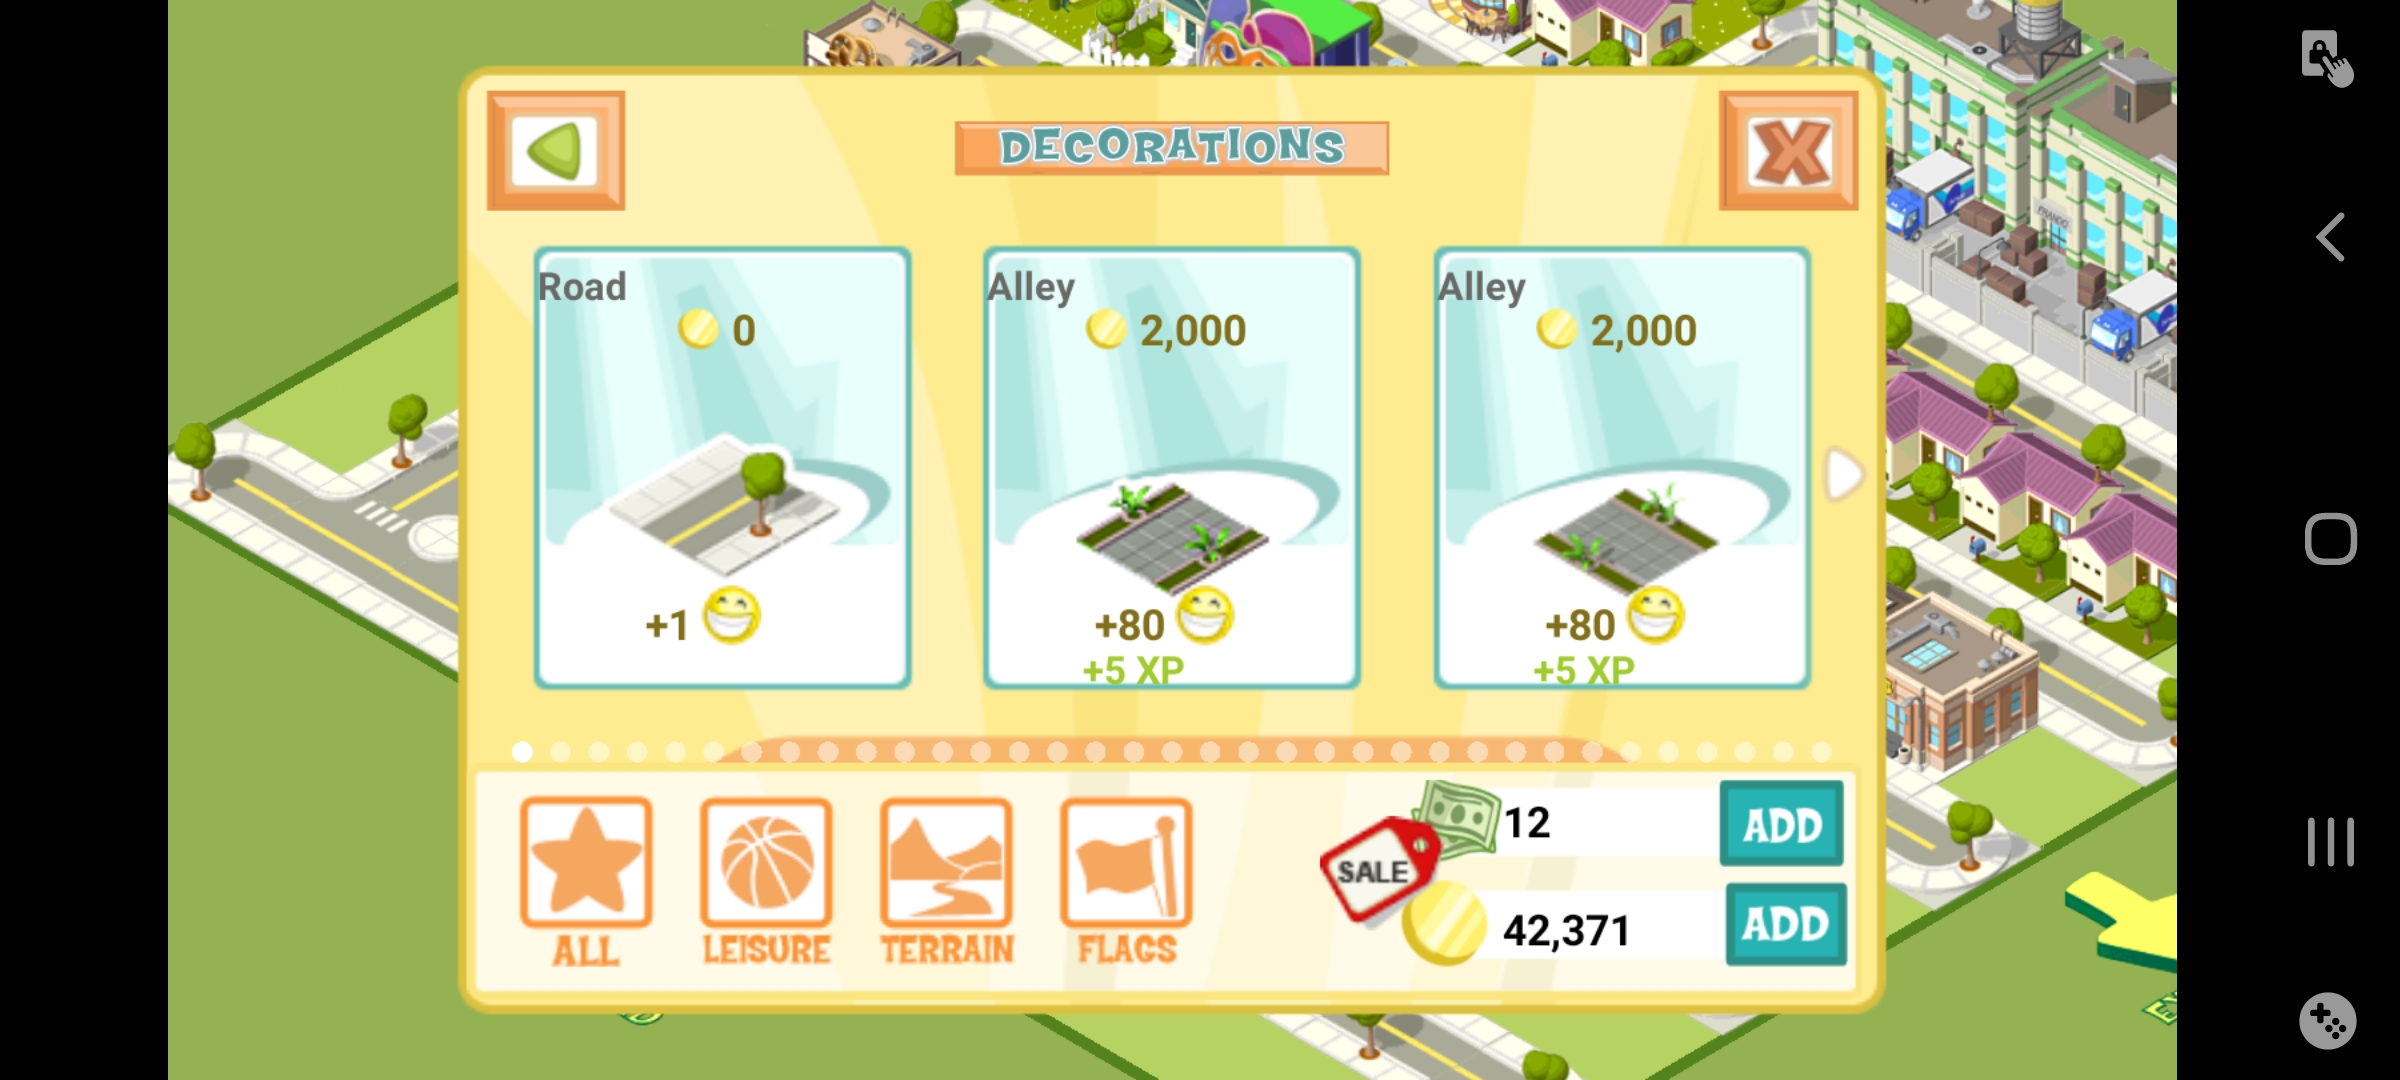 DECORATIONS
Road
0
+1
Alley
2,000
+80
+5 XP
Alley
2,000
+80
+5 XP
ALL
LEISURE
TERRAIN
FLAGS
SALE
12
ADD
42,371
ADD